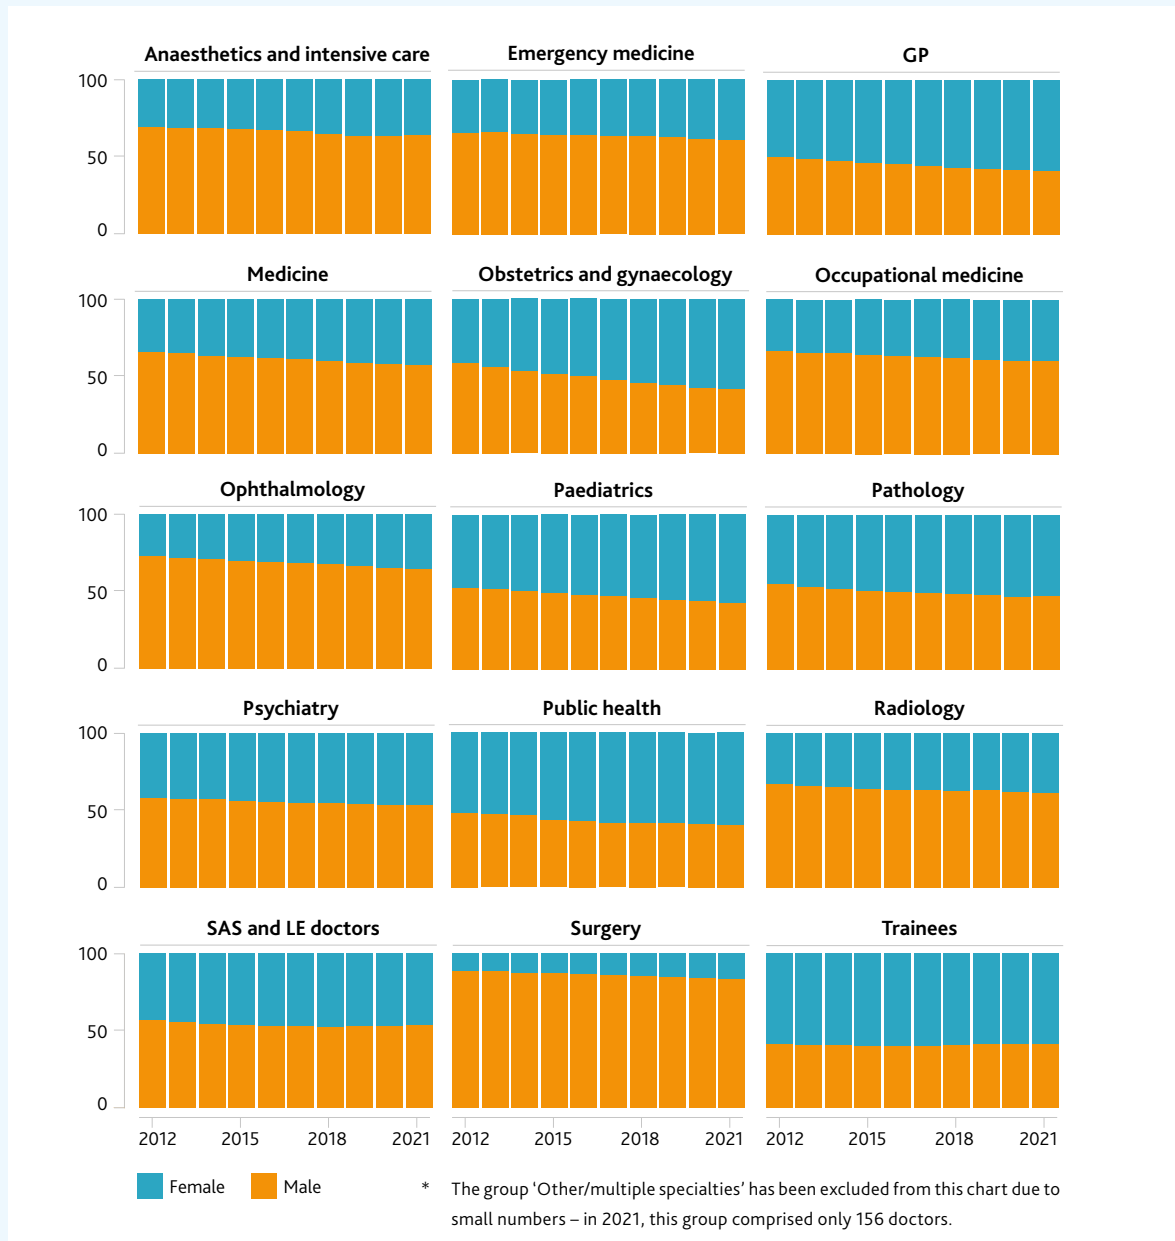 Anaesthetics and intensive care
Emergency medicine
GP
100
50
0
Medicine
Obstetrics and gynaecology
Occupational medicine
100
50
0
Ophthalmology
Paediatrics
Pathology
100
50
0
Psychiatry
Public health
Radiology
100
50
0
SAS and LE doctors
Surgery
Trainees
100
50
0
2012 2015 2018 2021
2012 2015 2018 2021
2012 2015 2018 2021
Female
Male
* The group ‘Other/multiple specialties’ has been excluded from this chart due to
small numbers – in 2021, this group comprised only 156 doctors.